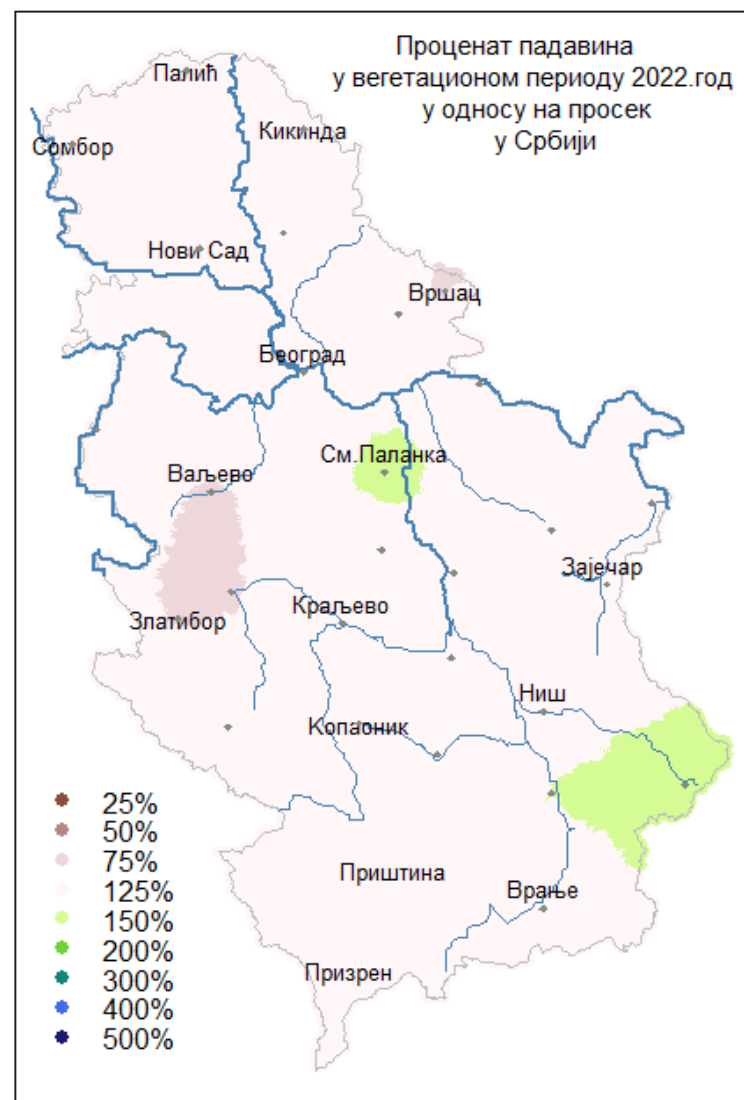 Проценат падавина
у вегетационом периоду 2022.год
у односу на просек
у Србији
Палић
Кикинда
Сомбор
Нови Сад
Вршац
Београд
См.Паланка
Ваљево
Зајечар
Златибор
Краљево
Ниш
Копаоник
Приштина
Врање
Призрен
25%
50%
75%
125%
150%
200%
300%
400%
500%